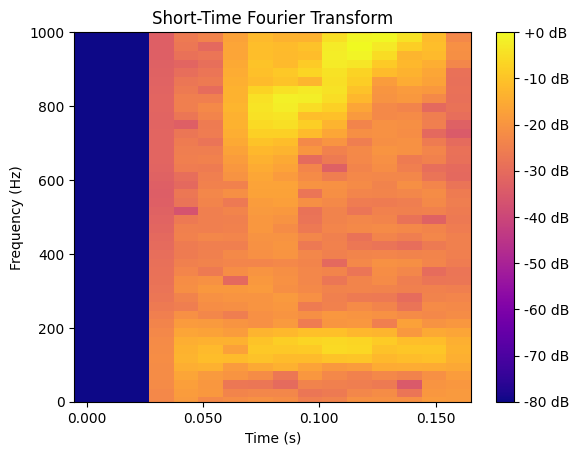 Short-Time Fourier Transform
Frequency (Hz)
1000
800
600
400
200
0
0.000
0.050
0.100
0.150
Time (s)
+0 dB
-10 dB
-20 dB
-30 dB
-40 dB
-50 dB
-60 dB
-70 dB
-80 dB